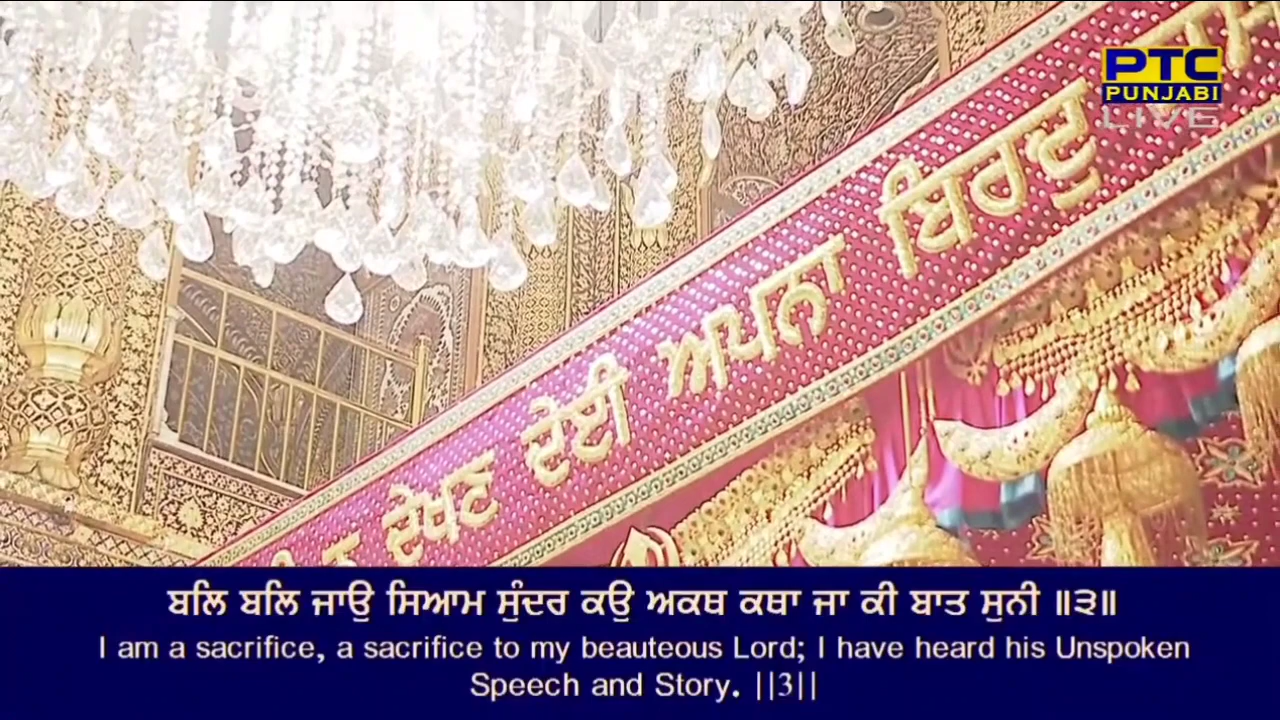 PTC
PUNJABI
LIVE
ਦੇਖਣ ਦੇਈ ਅਪਨਾ ਬਿਰਦੁ
ਬਲਿ ਬਲਿ ਜਾਉ ਸਿਆਮ ਸੁੰਦਰ ਕਉ ਅਕਥ ਕਥਾ ਜਾ ਕੀ ਬਾਤ ਸੁਨੀ ॥੩॥
I am a sacrifice, a sacrifice to my beauteous Lord; I have heard his Unspoken
Speech and Story. ||3||